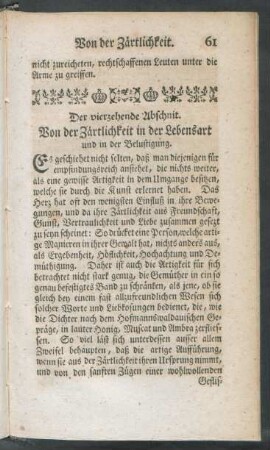 Von der Zärtlichkeit. 61
nicht zureicheten, rechtschaffenen Leuten unter die
Arme zu greiffen.
Der vierzehende Abschnit.
Von der Zärtlichkeit in der Lebensart
und in der Belustigung.
Es geschiehet nicht selten, daß man diejenigen für
empfindungsreich ansiehet, die nichts weiter,
als eine gewisse Artigkeit in dem Umgange besitzen,
welche sie durch die Kunst erlernet haben. Das
Herz hat oft den wenigsten Einfluß in ihre Bewe-
gungen, und da ihre Zärtlichkeit aus Freundschaft,
Gunst, Vertraulichkeit und Liebe zusammen gesezt
zu seyn scheinet: So drücket eine Person, welche arti-
ge Manieren in ihrer Gewalt hat, nichts anders aus,
als Ergebenheit, Höflichkeit, Hochachtung und De-
müthigung. Daher ist auch die Artigkeit für sich
betrachtet nicht stark genug, die Gemüther in ein so
genau befestigtes Band zu schränken, als jene, ob sie
gleich bey einem fast allzufreundlichen Wesen sich
solcher Worte und Liebkosungen bedienet, die, wie
die Dichter nach dem Hofmannswaldauischen Ge-
präge, in lauter Honig, Muscat und Ambra zerfliess-
sen. So viel läst sich unterdessen ausser allem
Zweifel behaupten, daß die artige Aufführung,
wenn sie aus der Zärtlichkeit ihren Ursprung nimmt,
und von den sanften Zügen einer wohlwollenden
Gefliß-